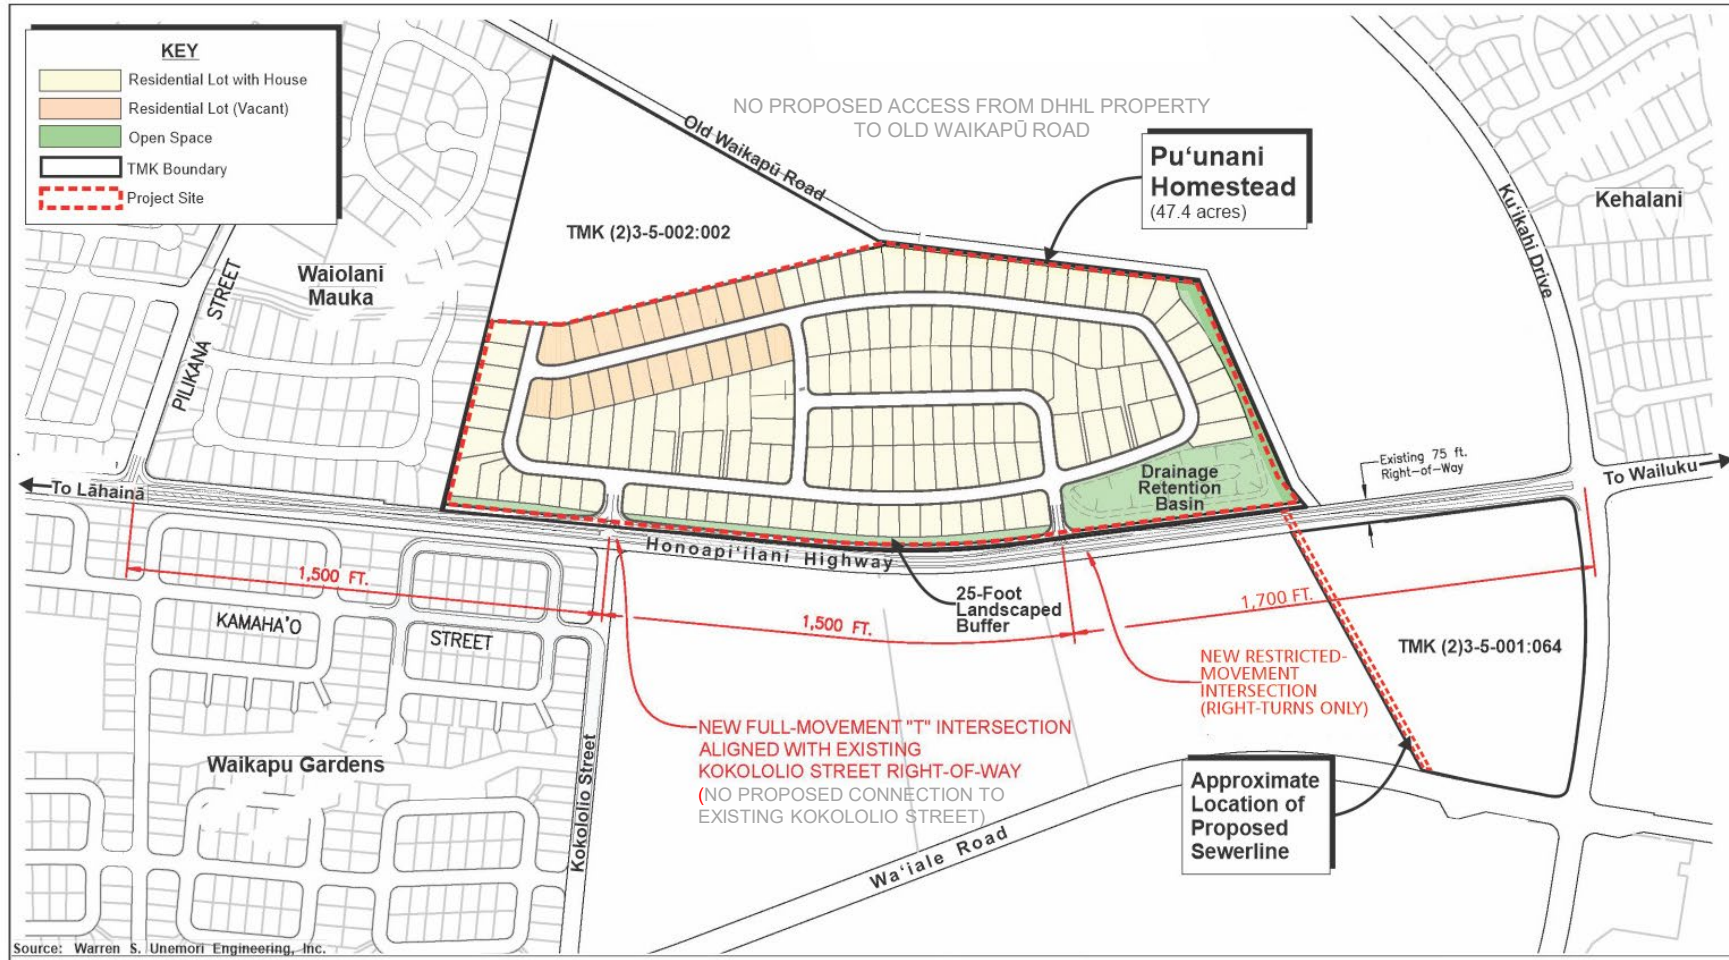 KEY
Residential Lot with House
Residential Lot (Vacant)
Open Space
TMK Boundary
Project Site
NO PROPOSED ACCESS FROM DHHL PROPERTY
TO OLD WAIKAPŪ ROAD
Old Waikapū Road
Pu‘unani
Homestead
(47.4 acres)
Ku‘ikahi Drive
Kehalani
TMK (2)3-5-002:002
Waiolani
Mauka
PILIKANA STREET
Drainage
Retention
Basin
Existing 75 ft.
Right-of-Way
To Wailuku
To Lāhainā
Honoapi‘ilani Highway
1,500 FT.
25-Foot
Landscaped
Buffer
1,500 FT.
1,700 FT.
KAMAHA'O STREET
TMK (2)3-5-001:064
NEW RESTRICTED-
MOVEMENT
INTERSECTION
(RIGHT-TURNS ONLY)
NEW FULL-MOVEMENT "T" INTERSECTION
ALIGNED WITH EXISTING
KOKOLOLIO STREET RIGHT-OF-WAY
(NO PROPOSED CONNECTION TO
EXISTING KOKOLOLIO STREET)
Kokololio Street
Waikapu Gardens
Wa‘iale Road
Approximate
Location of
Proposed
Sewerline
Source: Warren S. Unemori Engineering, Inc.